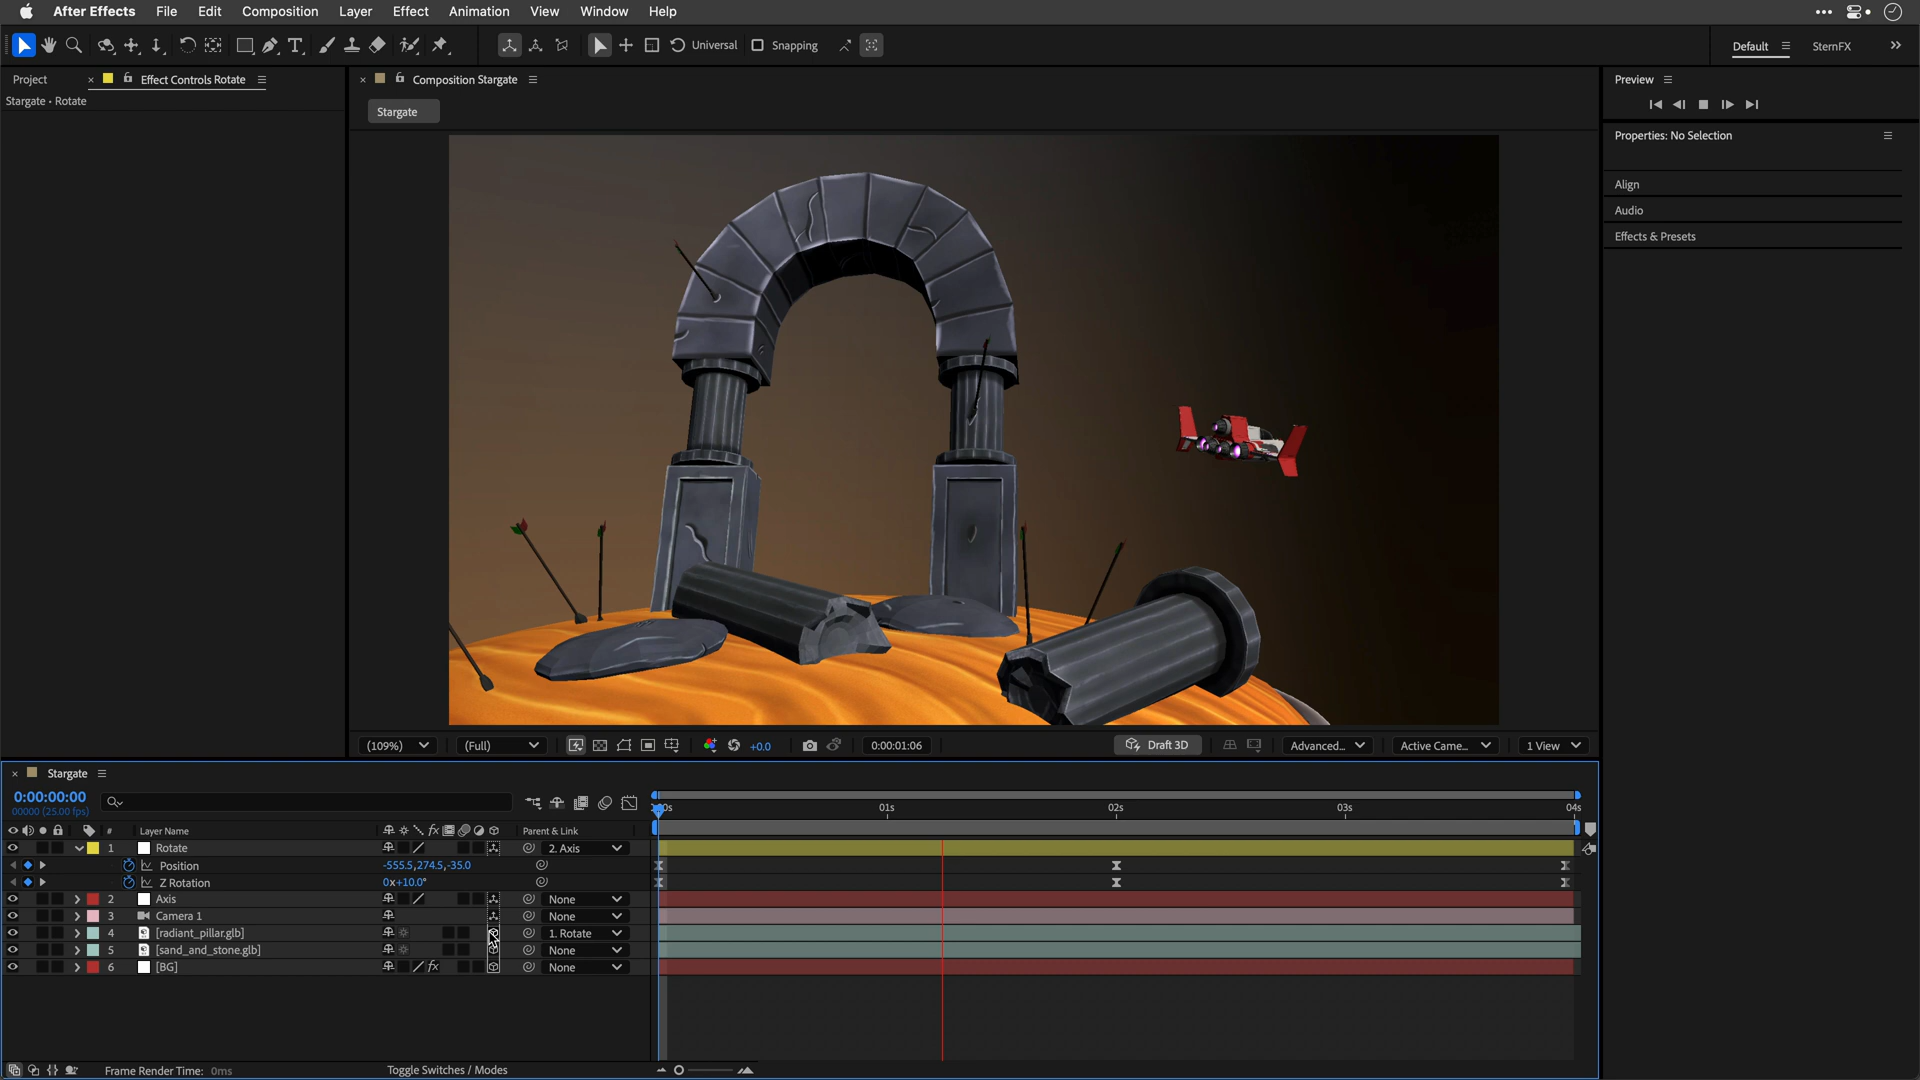 After Effects File Edit Composition Layer Effect Animation View Window Help
Universal Snapping Default SternFX
Project Effect Controls Rotate Composition Stargate Preview
Stargate • Rotate
Stargate
Properties: No Selection
Align
Audio
Effects & Presets
(109%) (Full) +0.0 0:00:01:06 Draft 3D Advanced... Active Came... 1 View
Stargate
0:00:00:00
00000 (25.00 fps)
01s 02s 03s 04s
# Layer Name fx Parent & Link
1 Rotate 2. Axis
Position -555.5,274.5,-35.0
Z Rotation 0x+10.0°
2 Axis None
3 Camera 1 None
4 [radiant_pillar.glb] 1. Rotate
5 [sand_and_stone.glb] None
6 [BG] fx None
Frame Render Time: 0ms Toggle Switches / Modes